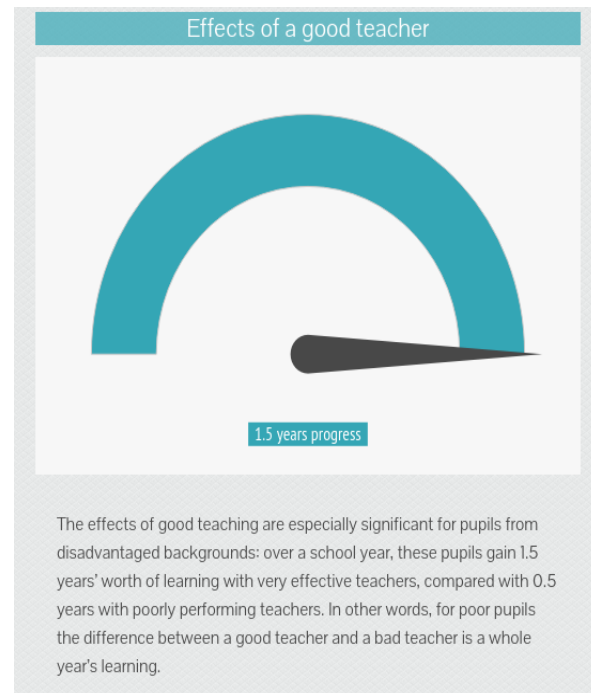 Effects of a good teacher
1.5 years progress
The effects of good teaching are especially significant for pupils from
disadvantaged backgrounds: over a school year, these pupils gain 1.5
years' worth of learning with very effective teachers, compared with 0.5
years with poorly performing teachers. In other words, for poor pupils
the difference between a good teacher and a bad teacher is a whole
year's learning.